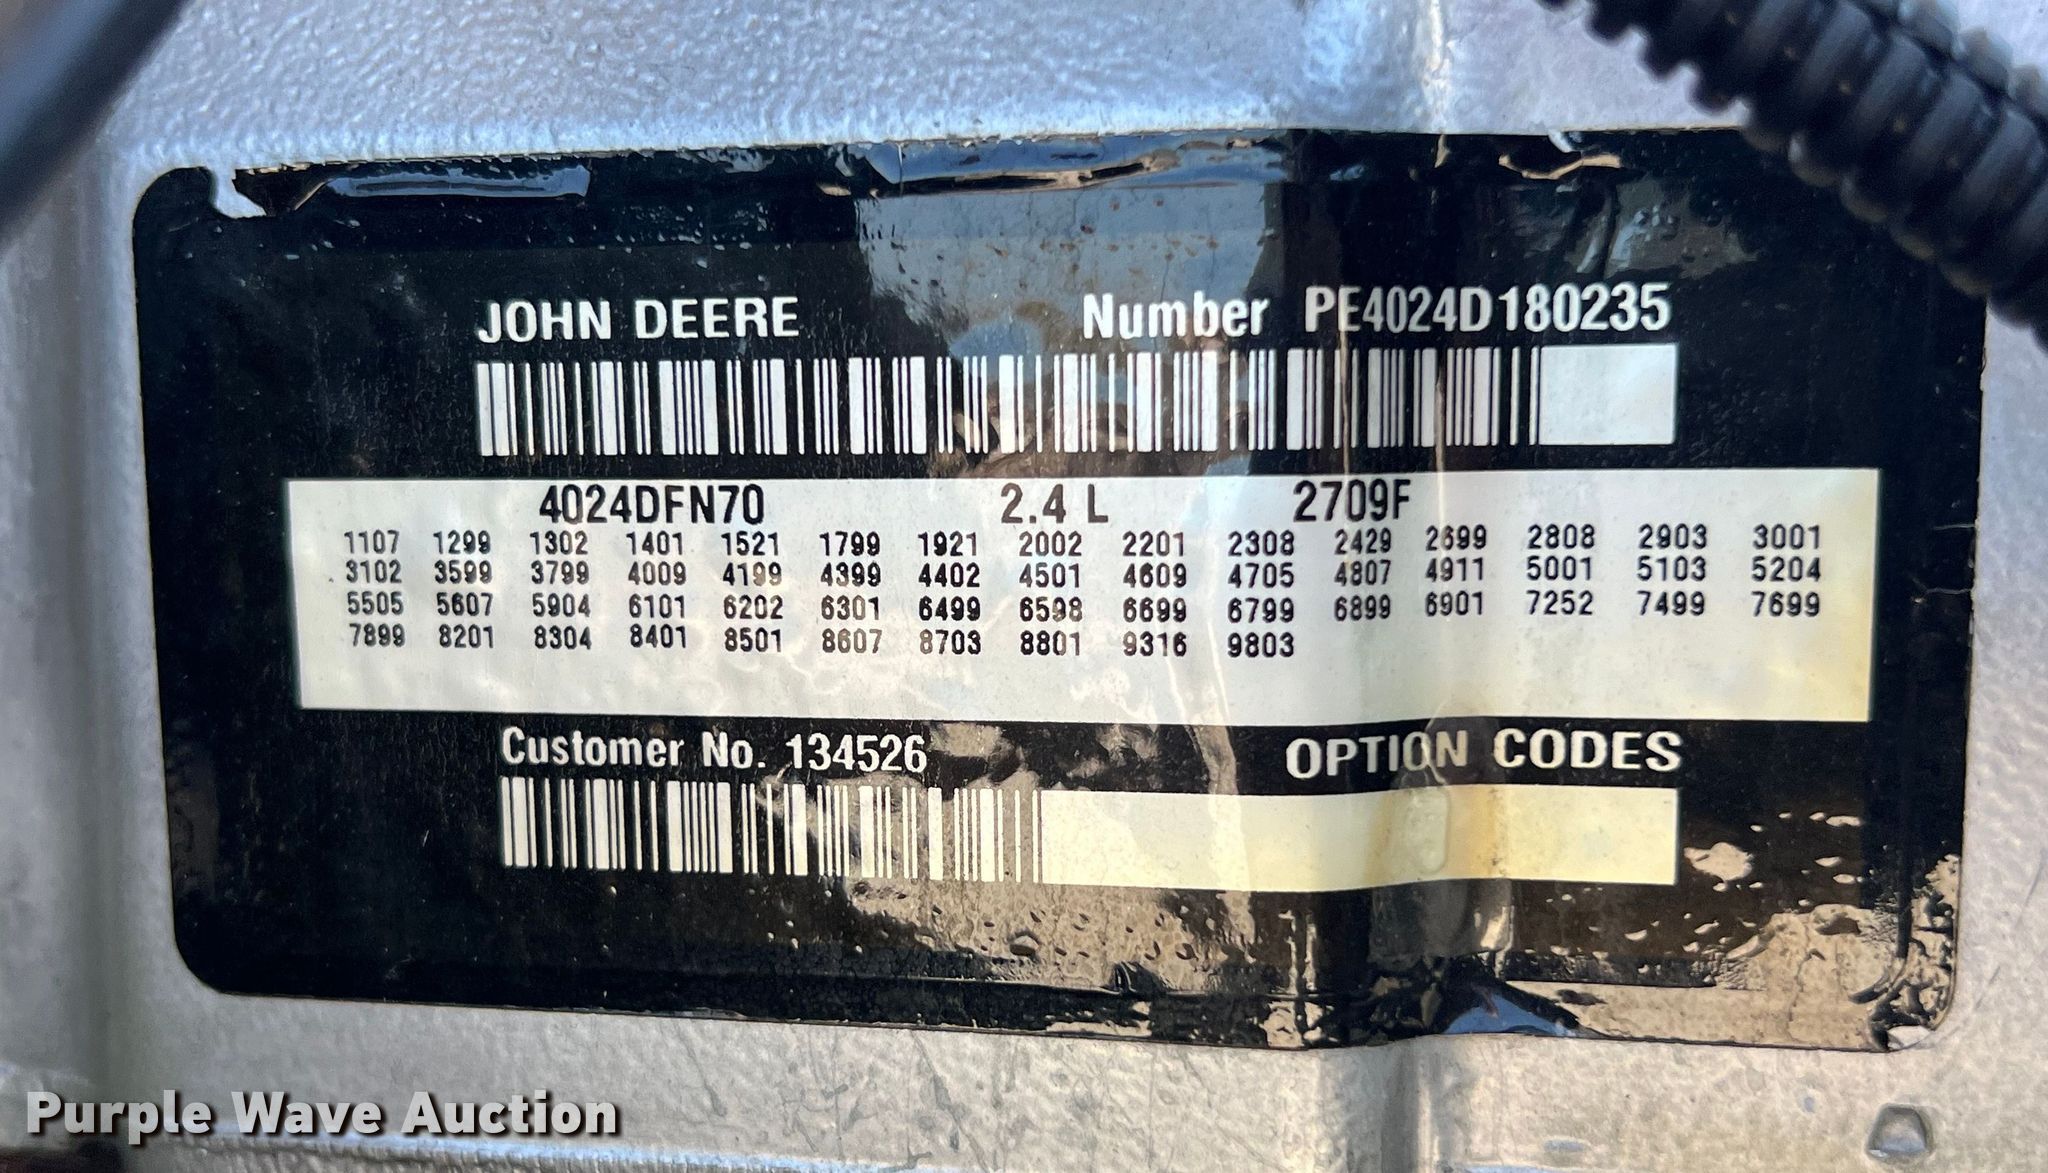 JOHN DEERE Number PE4024D180235
4024DFN70 2.4 L 2709F
1107 1299 1302 1401 1521 1799 1921 2002 2201 2308 2429 2699 2808 2903 3001
3102 3599 3799 4009 4199 4399 4402 4501 4609 4705 4807 4911 5001 5103 5204
5505 5607 5904 6101 6202 6301 6499 6598 6699 6799 6899 6901 7252 7499 7699
7899 8201 8304 8401 8501 8607 8703 8801 9316 9803
Customer No. 134526 OPTION CODES
Purple Wave Auction